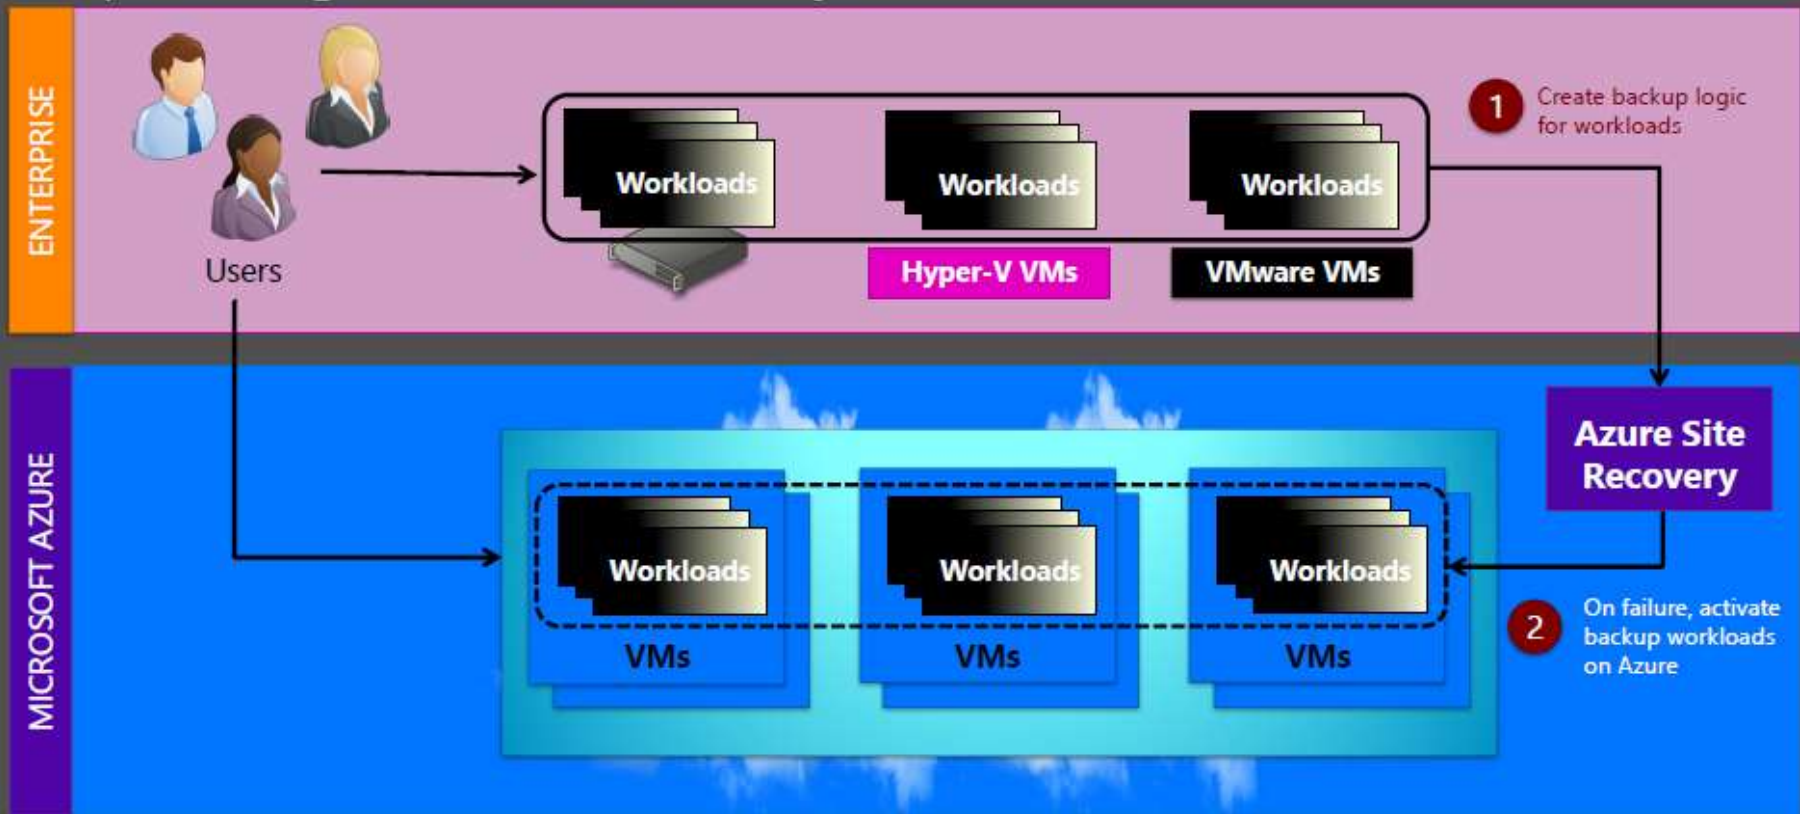 ENTERPRISE
Users
Workloads
Workloads
Workloads
Hyper-V VMs
VMware VMs
1
Create backup logic
for workloads
MICROSOFT AZURE
Azure Site
Recovery
Workloads
Workloads
Workloads
VMs
VMs
VMs
2
On failure, activate
backup workloads
on Azure